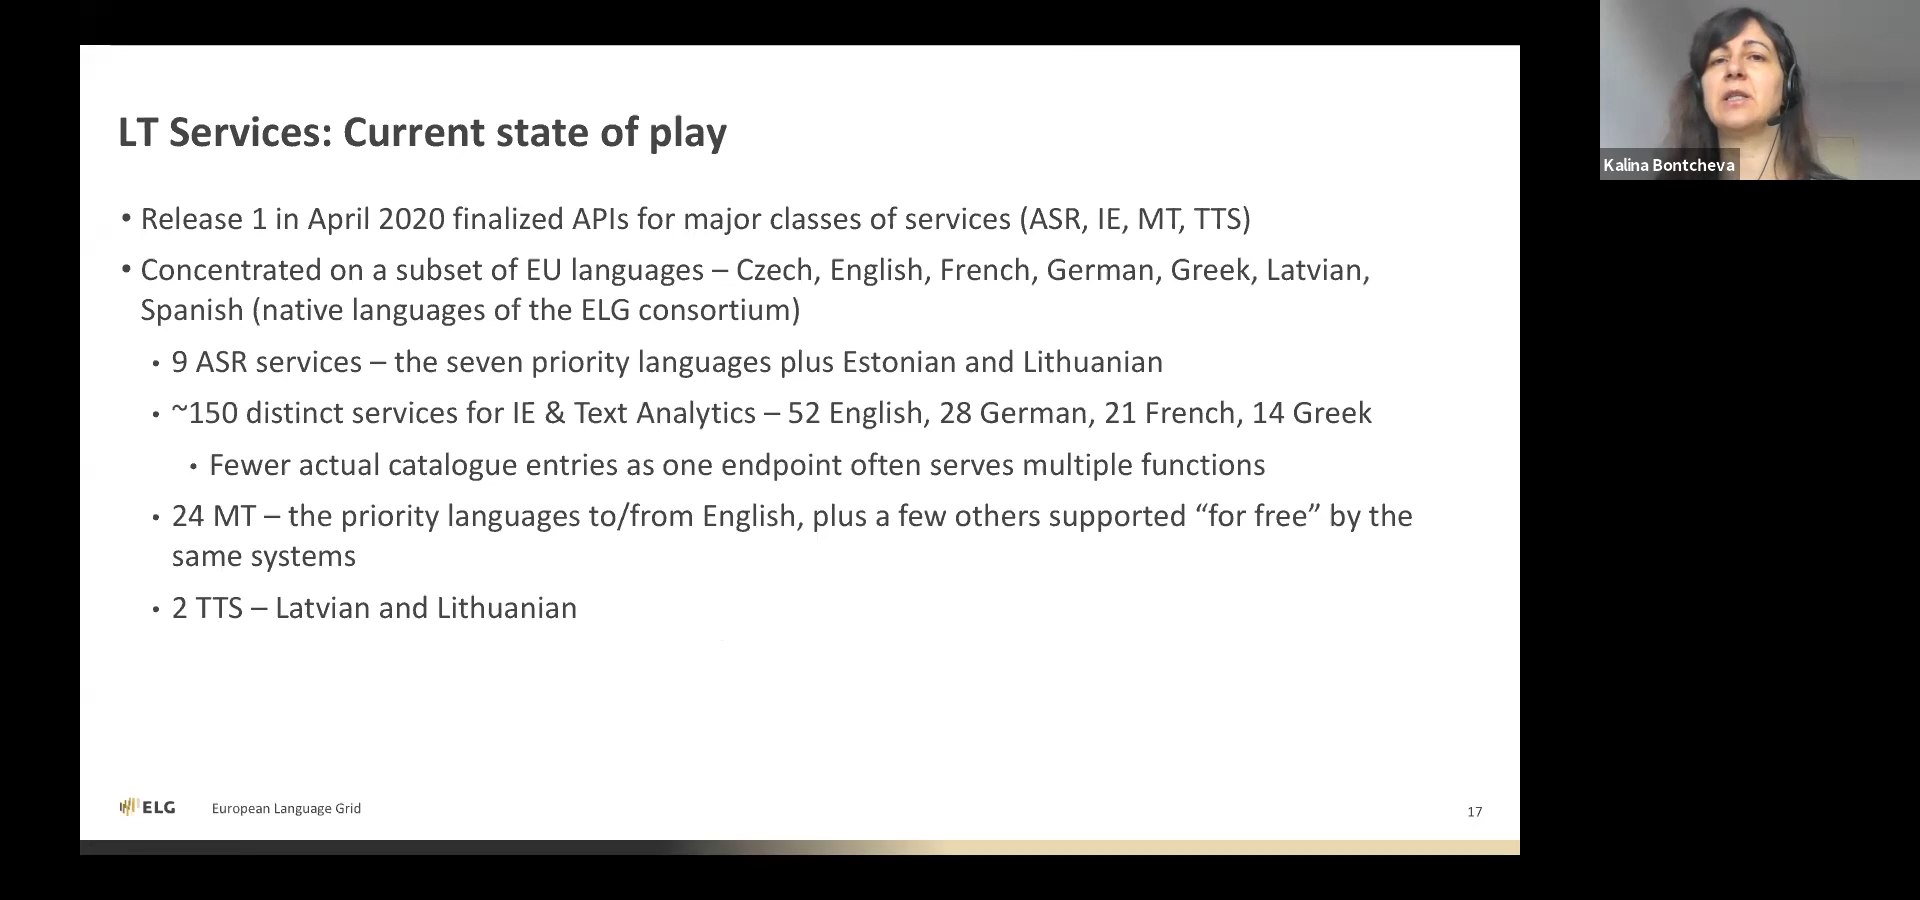 LT Services: Current state of play
• Release 1 in April 2020 finalized APIs for major classes of services (ASR, IE, MT, TTS)
• Concentrated on a subset of EU languages – Czech, English, French, German, Greek, Latvian,
Spanish (native languages of the ELG consortium)
• 9 ASR services – the seven priority languages plus Estonian and Lithuanian
• ~150 distinct services for IE & Text Analytics – 52 English, 28 German, 21 French, 14 Greek
• Fewer actual catalogue entries as one endpoint often serves multiple functions
• 24 MT – the priority languages to/from English, plus a few others supported “for free” by the
same systems
• 2 TTS – Latvian and Lithuanian
ELG European Language Grid
17
Kalina Bontcheva